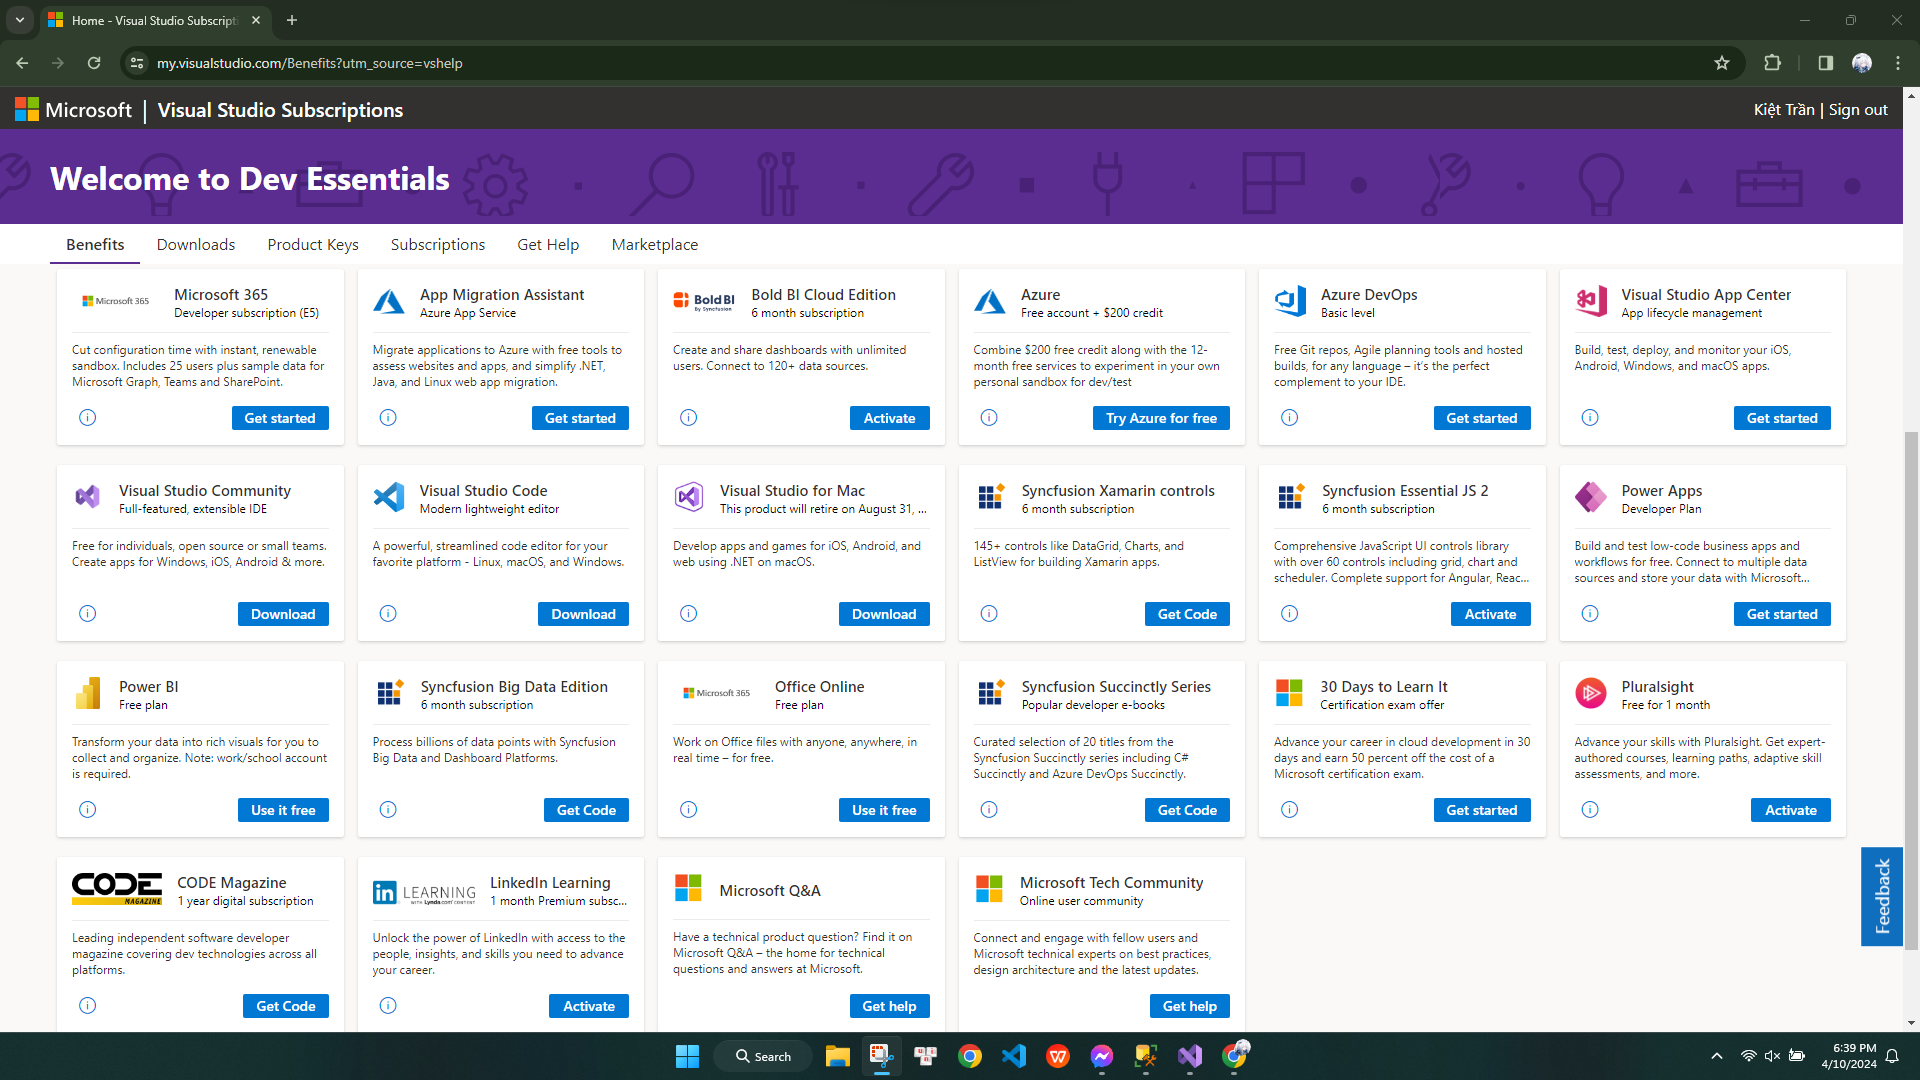 Home - Visual Studio Subscripti
my.visualstudio.com/Benefits?utm_source=vshelp
Microsoft | Visual Studio Subscriptions
Kiệt Trần | Sign out
Welcome to Dev Essentials
Benefits Downloads Product Keys Subscriptions Get Help Marketplace
Microsoft 365
Microsoft 365
Developer subscription (E5)
Cut configuration time with instant, renewable
sandbox. Includes 25 users plus sample data for
Microsoft Graph, Teams and SharePoint.
Get started
App Migration Assistant
Azure App Service
Migrate applications to Azure with free tools to
assess websites and apps, and simplify .NET,
Java, and Linux web app migration.
Get started
Bold BI
By Syncfusion
Bold BI Cloud Edition
6 month subscription
Create and share dashboards with unlimited
users. Connect to 120+ data sources.
Activate
Azure
Free account + $200 credit
Combine $200 free credit along with the 12-
month free services to experiment in your own
personal sandbox for dev/test
Try Azure for free
Azure DevOps
Basic level
Free Git repos, Agile planning tools and hosted
builds, for any language – it's the perfect
complement to your IDE.
Get started
Visual Studio App Center
App lifecycle management
Build, test, deploy, and monitor your iOS,
Android, Windows, and macOS apps.
Get started
Visual Studio Community
Full-featured, extensible IDE
Free for individuals, open source or small teams.
Create apps for Windows, iOS, Android & more.
Download
Visual Studio Code
Modern lightweight editor
A powerful, streamlined code editor for your
favorite platform - Linux, macOS, and Windows.
Download
Visual Studio for Mac
This product will retire on August 31, ...
Develop apps and games for iOS, Android, and
web using .NET on macOS.
Download
Syncfusion Xamarin controls
6 month subscription
145+ controls like DataGrid, Charts, and
ListView for building Xamarin apps.
Get Code
Syncfusion Essential JS 2
6 month subscription
Comprehensive JavaScript UI controls library
with over 60 controls including grid, chart and
scheduler. Complete support for Angular, Reac...
Activate
Power Apps
Developer Plan
Build and test low-code business apps and
workflows for free. Connect to multiple data
sources and store your data with Microsoft...
Get started
Power BI
Free plan
Transform your data into rich visuals for you to
collect and organize. Note: work/school account
is required.
Use it free
Syncfusion Big Data Edition
6 month subscription
Process billions of data points with Syncfusion
Big Data and Dashboard Platforms.
Get Code
Microsoft 365
Office Online
Free plan
Work on Office files with anyone, anywhere, in
real time – for free.
Use it free
Syncfusion Succinctly Series
Popular developer e-books
Curated selection of 20 titles from the
Syncfusion Succinctly series including C#
Succinctly and Azure DevOps Succinctly.
Get Code
30 Days to Learn It
Certification exam offer
Advance your career in cloud development in 30
days and earn 50 percent off the cost of a
Microsoft certification exam.
Get started
Pluralsight
Free for 1 month
Advance your skills with Pluralsight. Get expert-
authored courses, learning paths, adaptive skill
assessments, and more.
Activate
CODE
MAGAZINE
CODE Magazine
1 year digital subscription
Leading independent software developer
magazine covering dev technologies across all
platforms.
Get Code
in LEARNING
WITH Lynda.com CONTENT
LinkedIn Learning
1 month Premium subsc...
Unlock the power of LinkedIn with access to the
people, insights, and skills you need to advance
your career.
Activate
Microsoft Q&A
Have a technical product question? Find it on
Microsoft Q&A – the home for technical
questions and answers at Microsoft.
Get help
Microsoft Tech Community
Online user community
Connect and engage with fellow users and
Microsoft technical experts on best practices,
design architecture and the latest updates.
Get help
Feedback
Search
6:39 PM
4/10/2024